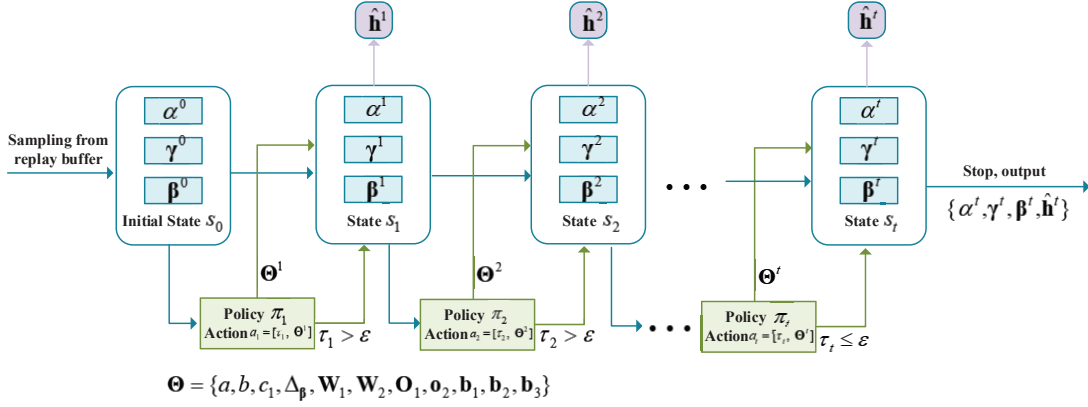 ĥ¹ ĥ² ĥᵗ
α⁰ α¹ α² αᵗ
Sampling from
replay buffer
γ⁰ γ¹ γ² γᵗ
β⁰ β¹ β² βᵗ
Initial State s₀ State s₁ State s₂ State sₜ
Stop, output
{αᵗ,γᵗ,βᵗ,ĥᵗ}
Θ¹ Θ² Θᵗ
Policy π₁
Action a₁=[τ₁, Θ¹]
τ₁ > ε
Policy π₂
Action a₂=[τ₂, Θ²]
τ₂ > ε
Policy πₜ
Action aₜ=[τₜ, Θᵗ]
τₜ ≤ ε
Θ = {a, b, c₁, Δ_β, W₁, W₂, O₁, o₂, b₁, b₂, b₃}